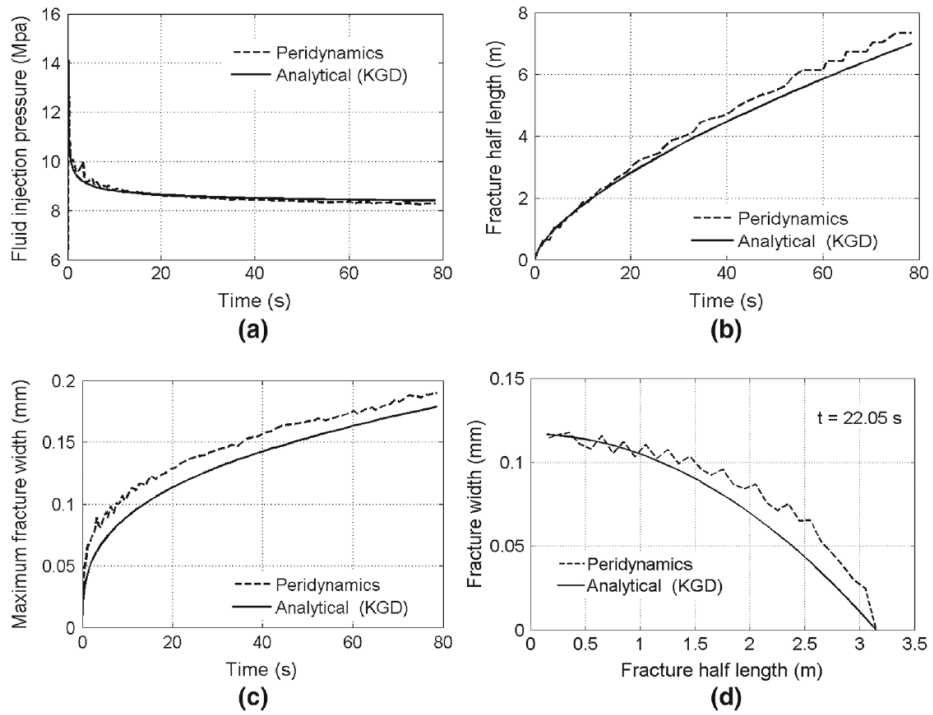 16
14
12
10
8
6
Fluid injection pressure (Mpa)
Peridynamics
Analytical (KGD)
0 20 40 60 80
Time (s)
(a)
8
6
4
2
0
Fracture half length (m)
Peridynamics
Analytical (KGD)
0 20 40 60 80
Time (s)
(b)
0.2
0.15
0.1
0.05
0
Maximum fracture width (mm)
Peridynamics
Analytical (KGD)
0 20 40 60 80
Time (s)
(c)
0.15
0.1
0.05
0
Fracture width (mm)
t = 22.05 s
Peridynamics
Analytical (KGD)
0 0.5 1 1.5 2 2.5 3 3.5
Fracture half length (m)
(d)